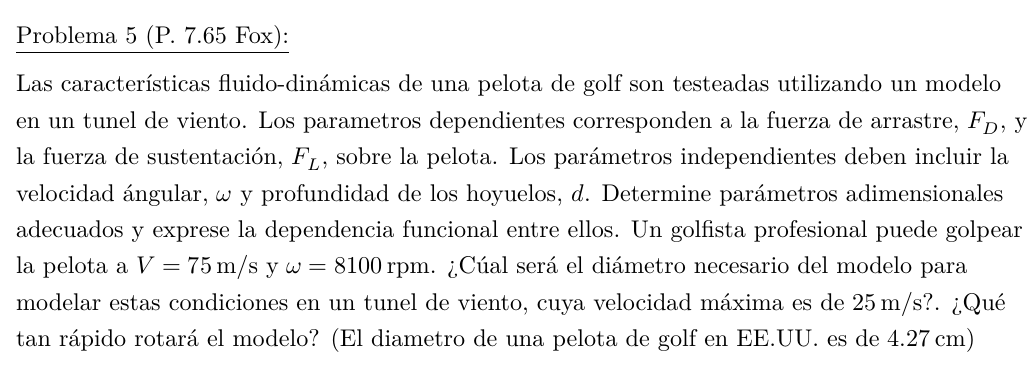 Problema 5 (P. 7.65 Fox):
Las características fluido-dinámicas de una pelota de golf son testeadas utilizando un modelo
en un tunel de viento. Los parametros dependientes corresponden a la fuerza de arrastre, F_D, y
la fuerza de sustentación, F_L, sobre la pelota. Los parámetros independientes deben incluir la
velocidad ángular, ω y profundidad de los hoyuelos, d. Determine parámetros adimensionales
adecuados y exprese la dependencia funcional entre ellos. Un golfista profesional puede golpear
la pelota a V = 75 m/s y ω = 8100 rpm. ¿Cúal será el diámetro necesario del modelo para
modelar estas condiciones en un tunel de viento, cuya velocidad máxima es de 25 m/s?. ¿Qué
tan rápido rotará el modelo? (El diametro de una pelota de golf en EE.UU. es de 4.27 cm)